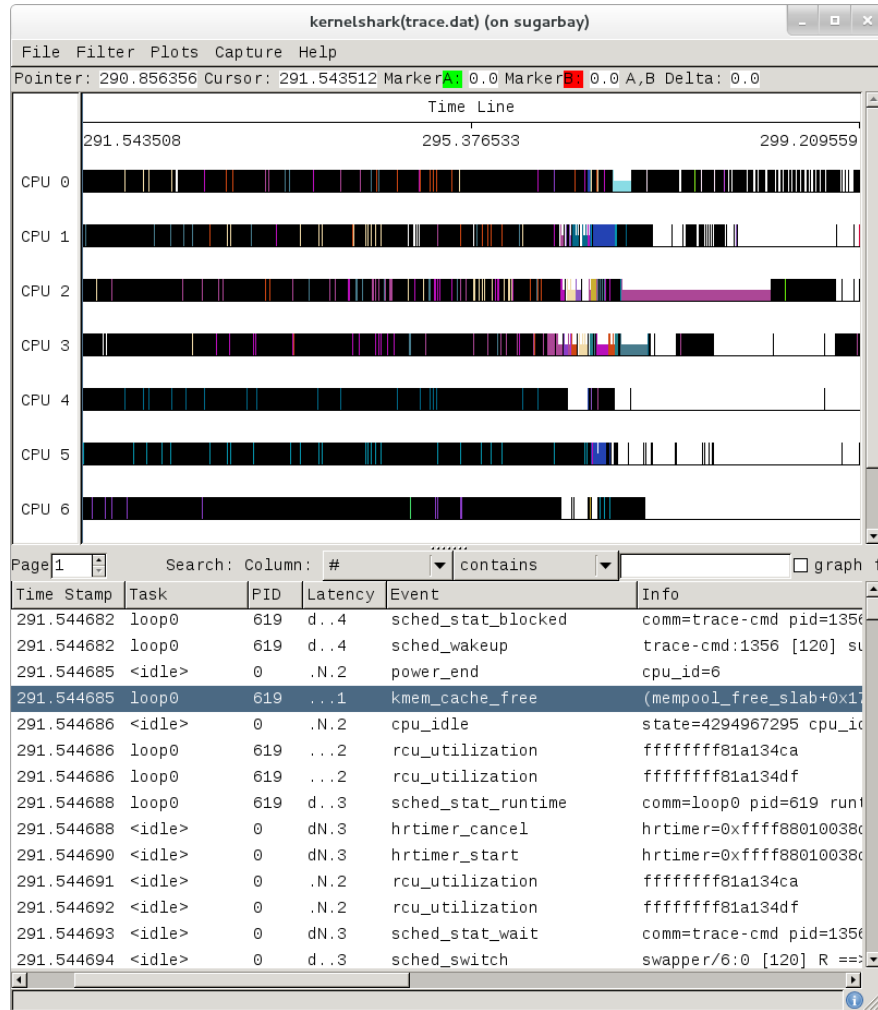 kernelshark(trace.dat) (on sugarbay)
File Filter Plots Capture Help
Pointer: 290.856356 Cursor: 291.543512 MarkerA: 0.0 MarkerB: 0.0 A,B Delta: 0.0
Time Line
291.543508 295.376533 299.209559
CPU 0
CPU 1
CPU 2
CPU 3
CPU 4
CPU 5
CPU 6
Page 1 Search: Column: # contains graph f
Time Stamp Task PID Latency Event Info
291.544682 loop0 619 d..4 sched_stat_blocked comm=trace-cmd pid=1356
291.544682 loop0 619 d..4 sched_wakeup trace-cmd:1356 [120] su
291.544685 <idle> 0 .N.2 power_end cpu_id=6
291.544685 loop0 619 ...1 kmem_cache_free (mempool_free_slab+0x17
291.544686 <idle> 0 .N.2 cpu_idle state=4294967295 cpu_id
291.544686 loop0 619 ...2 rcu_utilization ffffffff81a134ca
291.544686 loop0 619 ...2 rcu_utilization ffffffff81a134df
291.544688 loop0 619 d..3 sched_stat_runtime comm=loop0 pid=619 runt
291.544688 <idle> 0 dN.3 hrtimer_cancel hrtimer=0xffff88010038c
291.544690 <idle> 0 dN.3 hrtimer_start hrtimer=0xffff88010038c
291.544691 <idle> 0 .N.2 rcu_utilization ffffffff81a134ca
291.544692 <idle> 0 .N.2 rcu_utilization ffffffff81a134df
291.544693 <idle> 0 dN.3 sched_stat_wait comm=trace-cmd pid=1356
291.544694 <idle> 0 d..3 sched_switch swapper/6:0 [120] R ==>